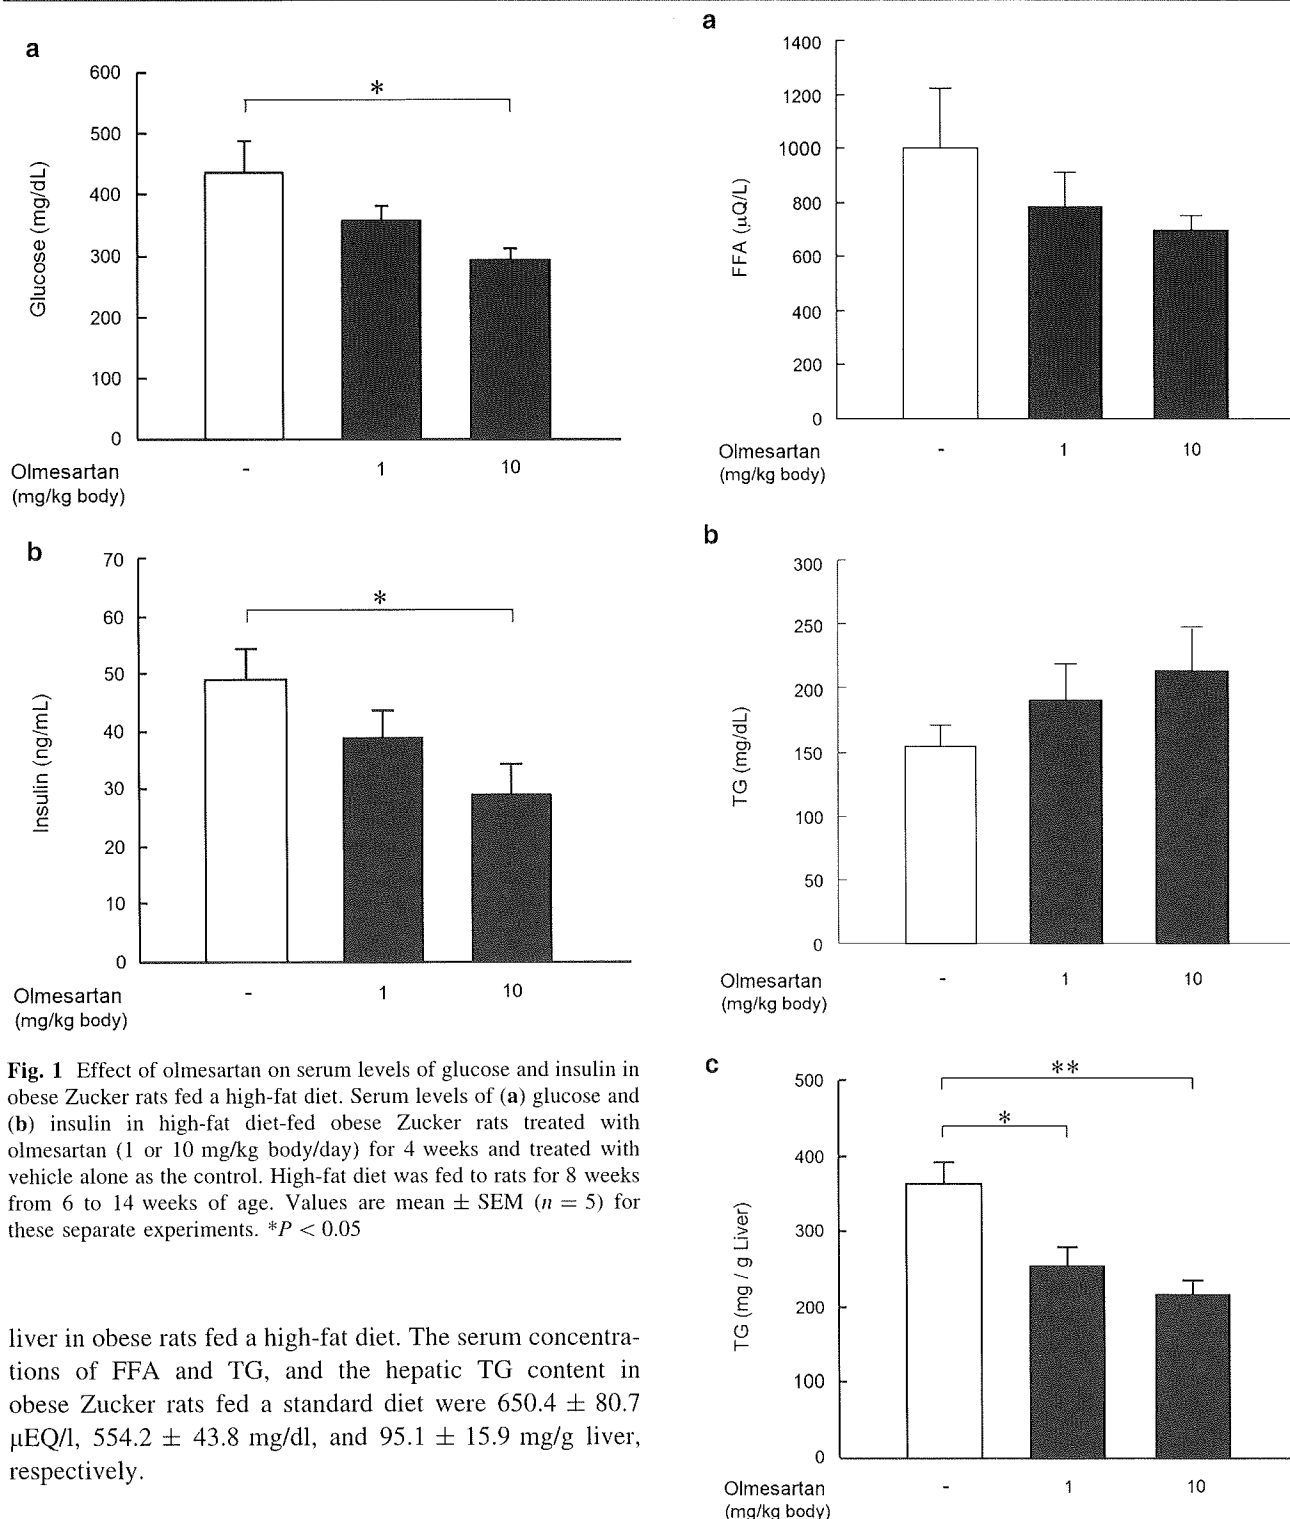 a
600
500
400
300
200
100
0
Glucose (mg/dL)
*
Olmesartan - 1 10
(mg/kg body)
b
70
60
50
40
30
20
10
0
Insulin (ng/mL)
*
Olmesartan - 1 10
(mg/kg body)
Fig. 1 Effect of olmesartan on serum levels of glucose and insulin in
obese Zucker rats fed a high-fat diet. Serum levels of (a) glucose and
(b) insulin in high-fat diet-fed obese Zucker rats treated with
olmesartan (1 or 10 mg/kg body/day) for 4 weeks and treated with
vehicle alone as the control. High-fat diet was fed to rats for 8 weeks
from 6 to 14 weeks of age. Values are mean ± SEM (n = 5) for
these separate experiments. *P < 0.05
liver in obese rats fed a high-fat diet. The serum concentra-
tions of FFA and TG, and the hepatic TG content in
obese Zucker rats fed a standard diet were 650.4 ± 80.7
μEQ/l, 554.2 ± 43.8 mg/dl, and 95.1 ± 15.9 mg/g liver,
respectively.
a
1400
1200
1000
800
600
400
200
0
FFA (μQ/L)
Olmesartan - 1 10
(mg/kg body)
b
300
250
200
150
100
50
0
TG (mg/dL)
Olmesartan - 1 10
(mg/kg body)
c
500
400
300
200
100
0
TG (mg / g Liver)
**
*
Olmesartan - 1 10
(mg/kg body)